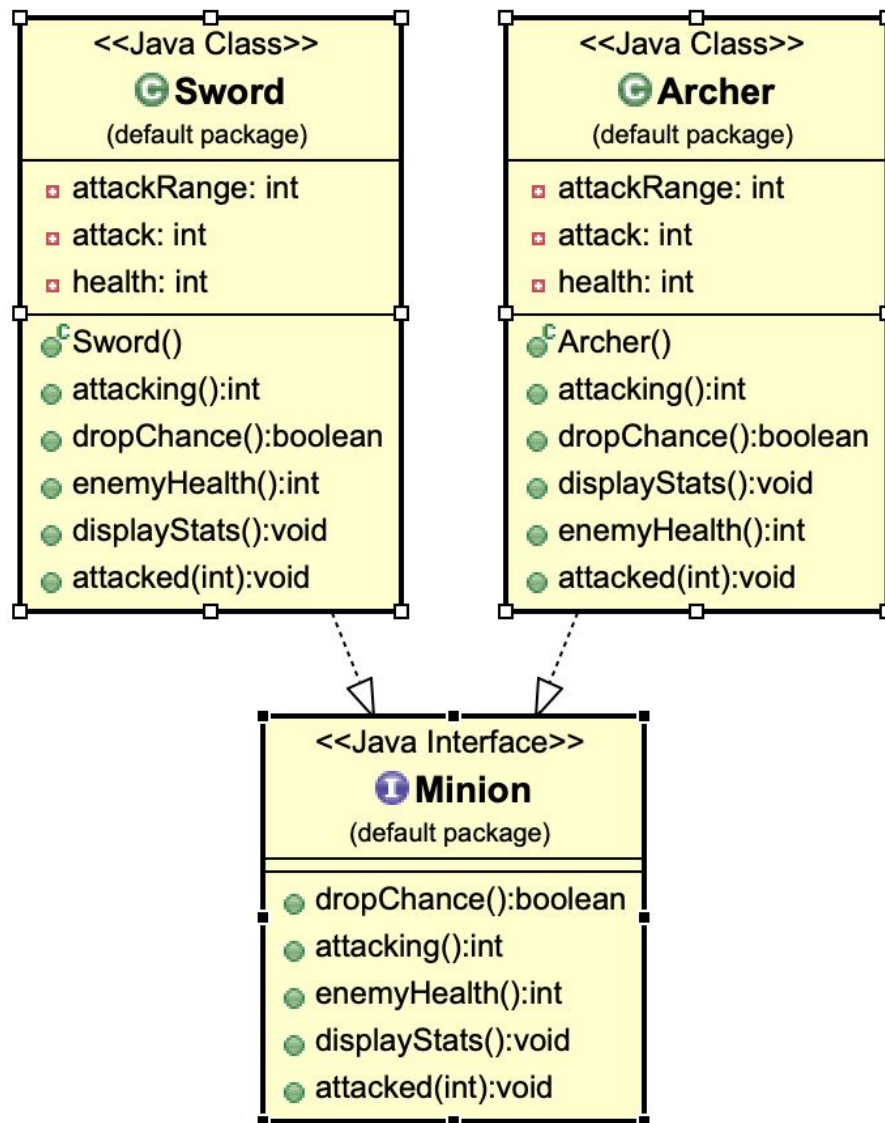 <<Java Class>>
Sword
(default package)
attackRange: int
attack: int
health: int
Sword()
attacking():int
dropChance():boolean
enemyHealth():int
displayStats():void
attacked(int):void
<<Java Class>>
Archer
(default package)
attackRange: int
attack: int
health: int
Archer()
attacking():int
dropChance():boolean
displayStats():void
enemyHealth():int
attacked(int):void
<<Java Interface>>
Minion
(default package)
dropChance():boolean
attacking():int
enemyHealth():int
displayStats():void
attacked(int):void